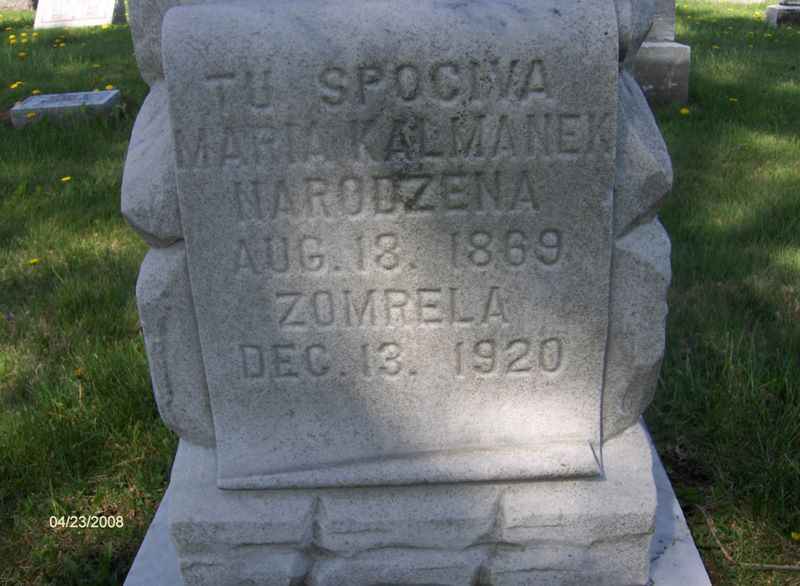 TU SPOCIVA
MARIA KALMANEK
NARODZENA
AUG. 18. 1869
ZOMRELA
DEC. 13. 1920
04/23/2008